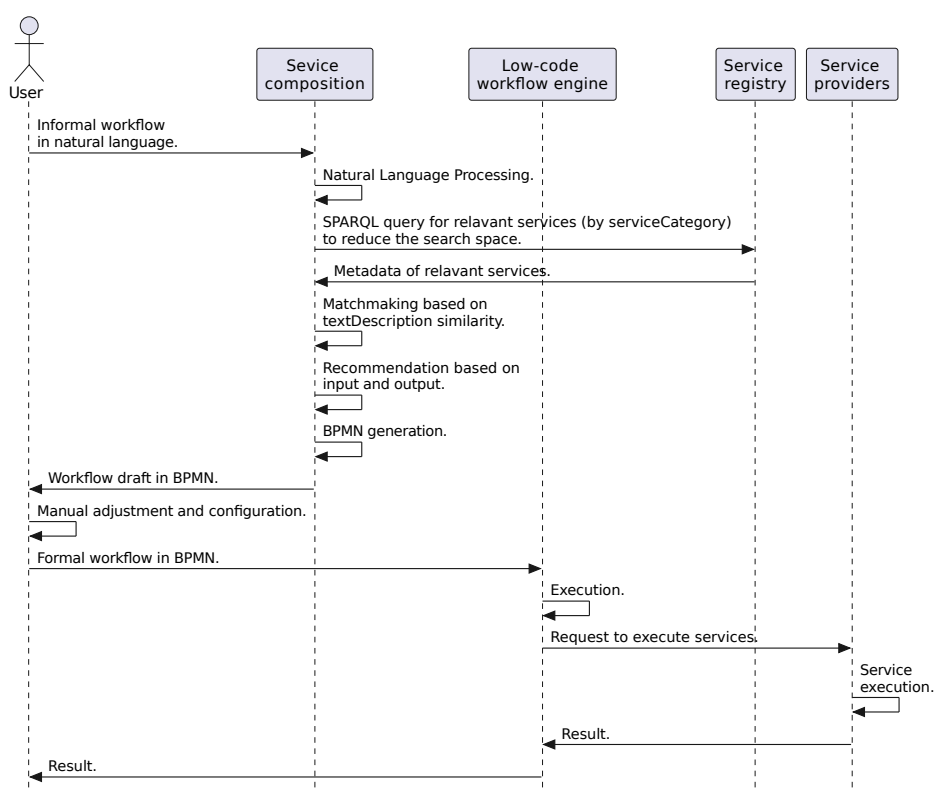 User
Sevice
composition
Low-code
workflow engine
Service
registry
Service
providers
Informal workflow
in natural language.
Natural Language Processing.
SPARQL query for relavant services (by serviceCategory)
to reduce the search space.
Metadata of relavant services.
Matchmaking based on
textDescription similarity.
Recommendation based on
input and output.
BPMN generation.
Workflow draft in BPMN.
Manual adjustment and configuration.
Formal workflow in BPMN.
Execution.
Request to execute services.
Service
execution.
Result.
Result.